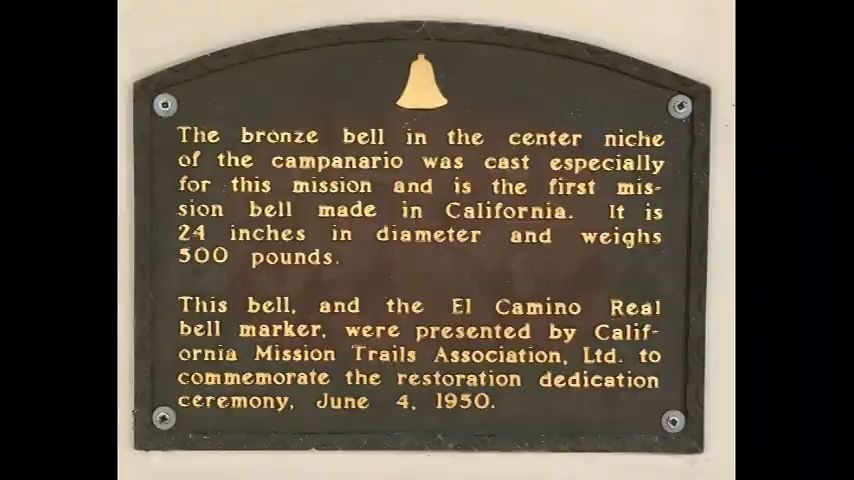 The bronze bell in the center niche
of the campanario was cast especially
for this mission and is the first mis-
sion bell made in California. It is
24 inches in diameter and weighs
500 pounds.
This bell, and the El Camino Real
bell marker, were presented by Calif-
ornia Mission Trails Association, Ltd. to
commemorate the restoration dedication
ceremony, June 4, 1950.